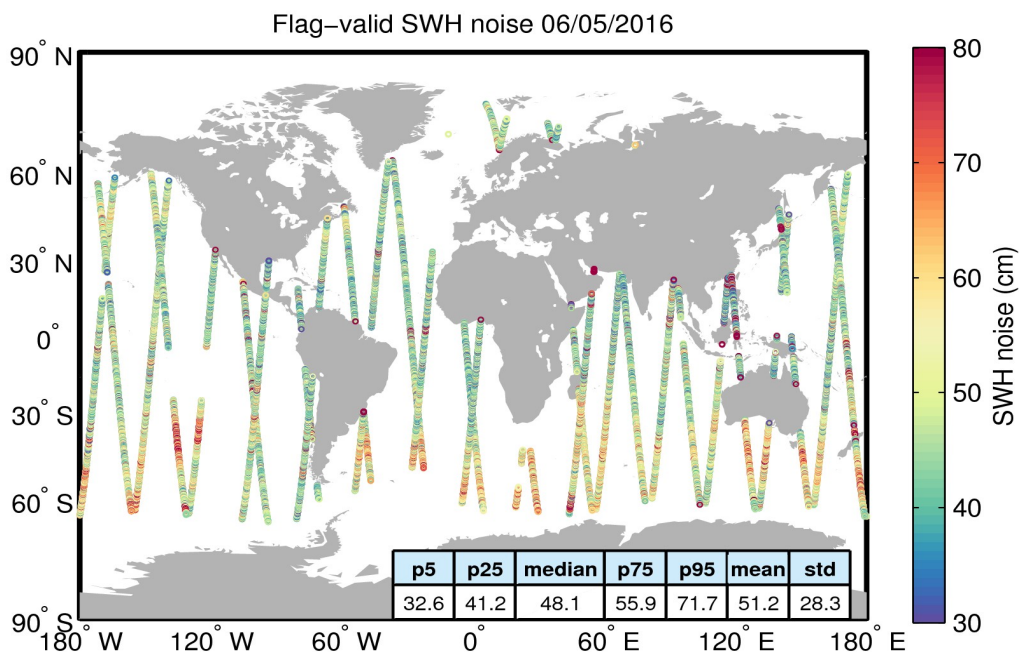 Flag−valid SWH noise 06/05/2016
90° N
60° N
30° N
0°
30° S
60° S
90° S
180° W 120° W 60° W 0° 60° E 120° E 180° E
p5 p25 median p75 p95 mean std
32.6 41.2 48.1 55.9 71.7 51.2 28.3
80
70
60
50
40
30
SWH noise (cm)